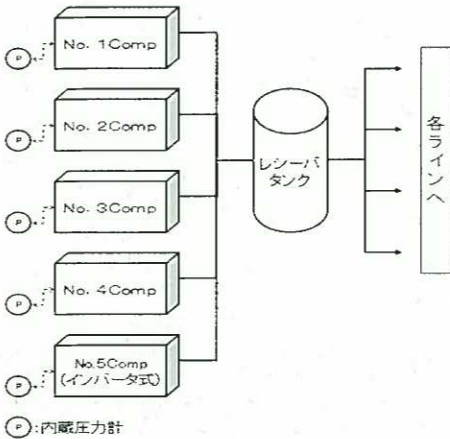 P
No. 1Comp
P
No. 2Comp
P
No. 3Comp
P
No. 4Comp
P
No.5Comp
(インバータ式)
レシーバ
タンク
各ラインへ
P:内蔵圧力計